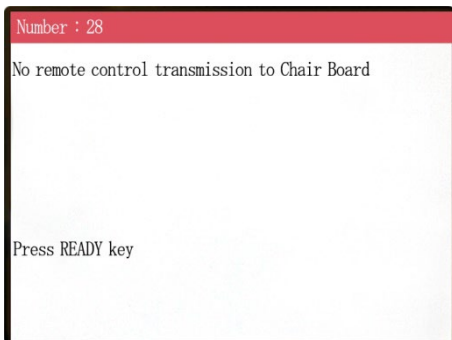 Number : 28
No remote control transmission to Chair Board
Press READY key